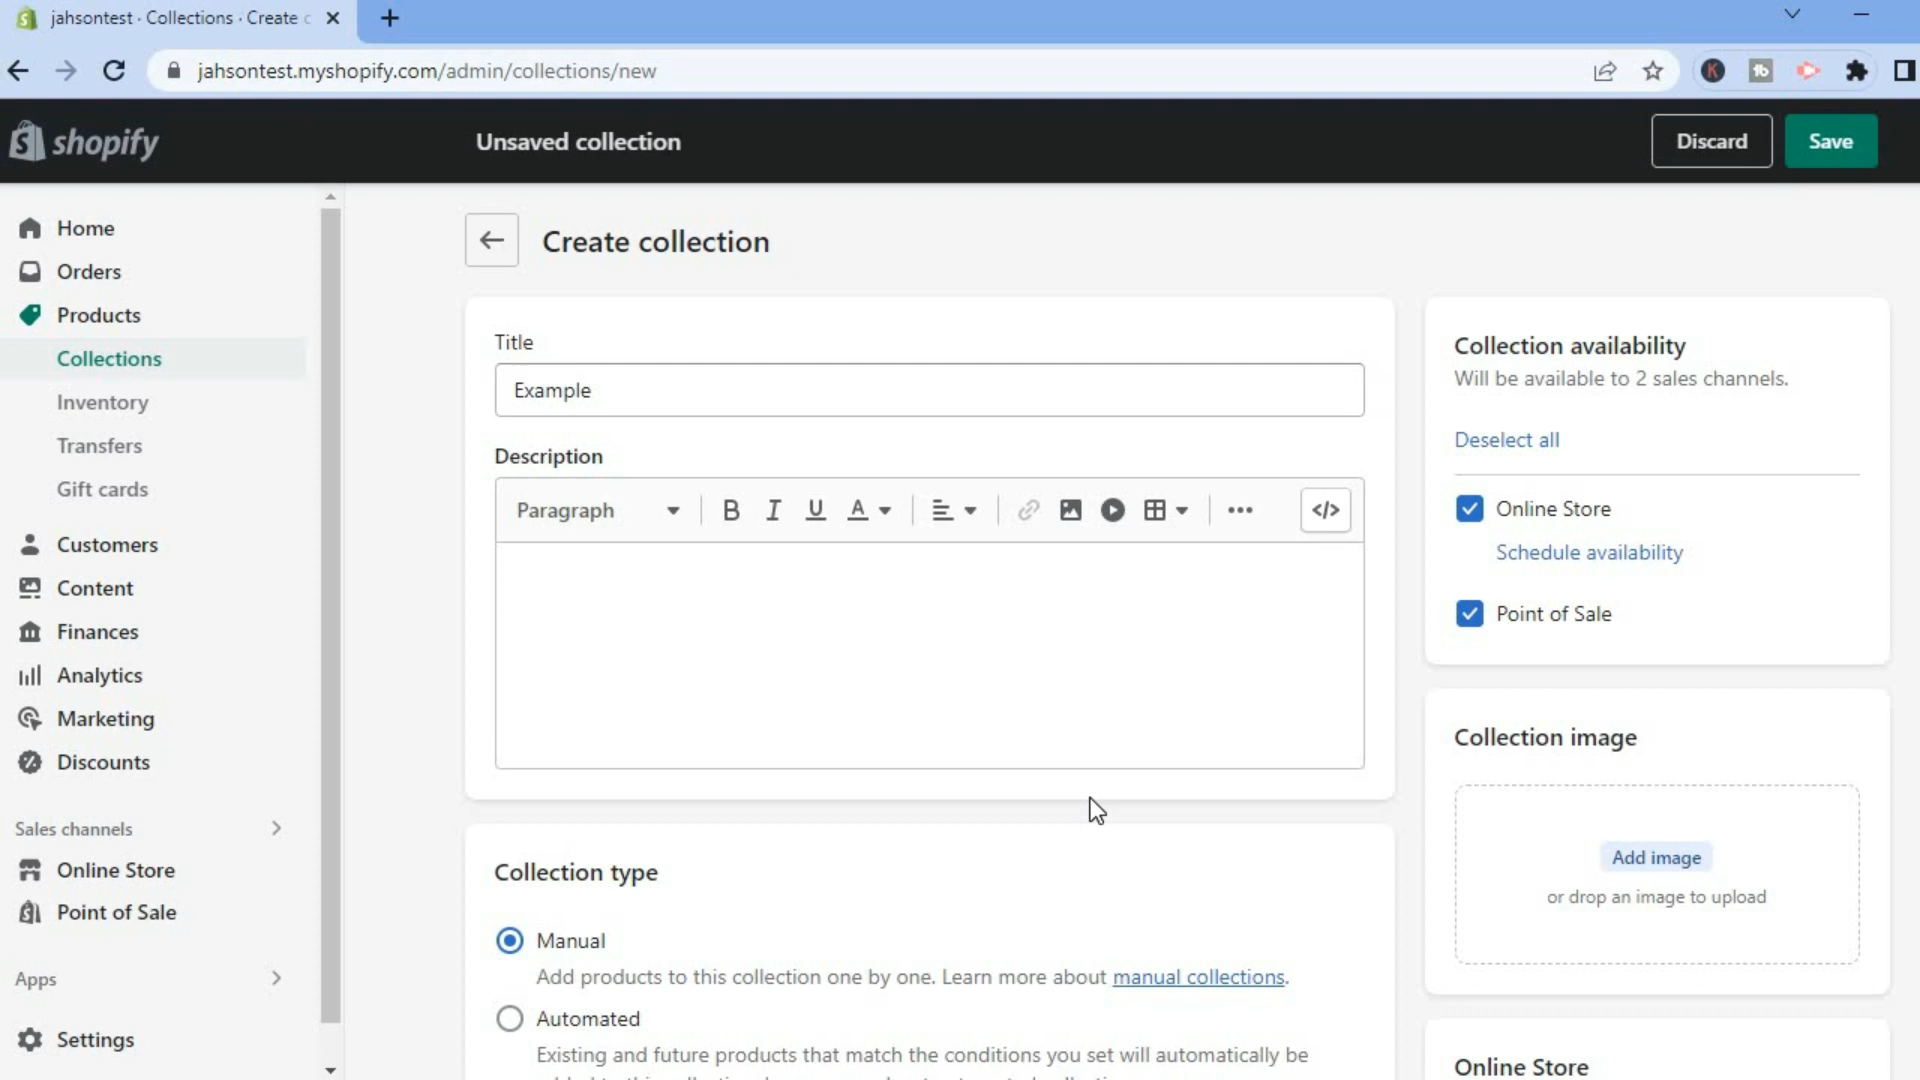 jahsontest · Collections · Create
jahsontest.myshopify.com/admin/collections/new
shopify
Unsaved collection
Discard
Save
Home
Orders
Products
Collections
Inventory
Transfers
Gift cards
Customers
Content
Finances
Analytics
Marketing
Discounts
Sales channels
Online Store
Point of Sale
Apps
Settings
Create collection
Title
Example
Description
Paragraph
B I U A
</>
Collection type
Manual
Add products to this collection one by one. Learn more about manual collections.
Automated
Existing and future products that match the conditions you set will automatically be
Collection availability
Will be available to 2 sales channels.
Deselect all
Online Store
Schedule availability
Point of Sale
Collection image
Add image
or drop an image to upload
Online Store